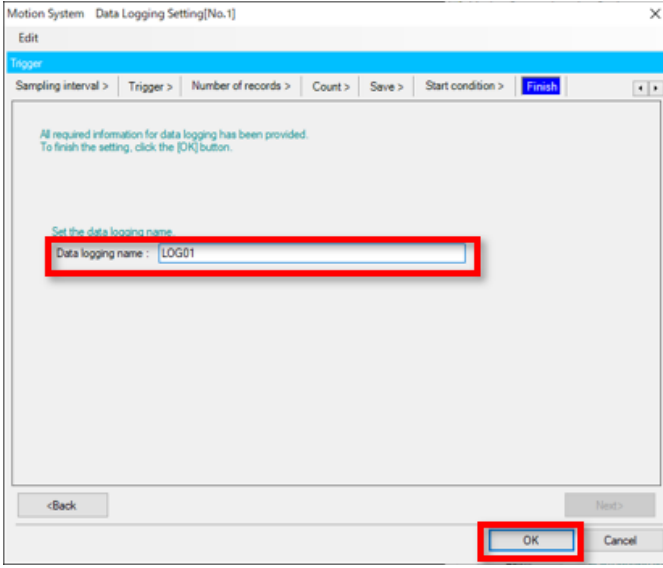 Motion System Data Logging Setting[No.1]
Edit
Trigger
Sampling interval > Trigger > Number of records > Count > Save > Start condition > Finish
All required information for data logging has been provided.
To finish the setting, click the [OK] button.
Set the data logging name.
Data logging name : LOG01
<Back Next>
OK Cancel